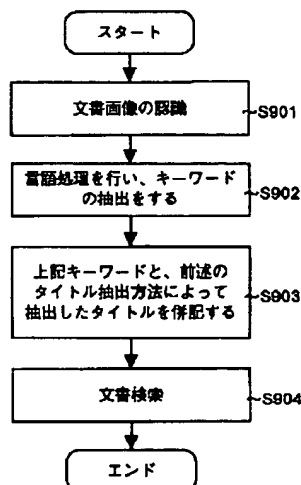 スタート
文書画像の認識
S901
言語処理を行い、キーワード
の抽出をする
S902
上記キーワードと、前述の
タイトル抽出方法によって
抽出したタイトルを併記する
S903
文書検索
S904
エンド